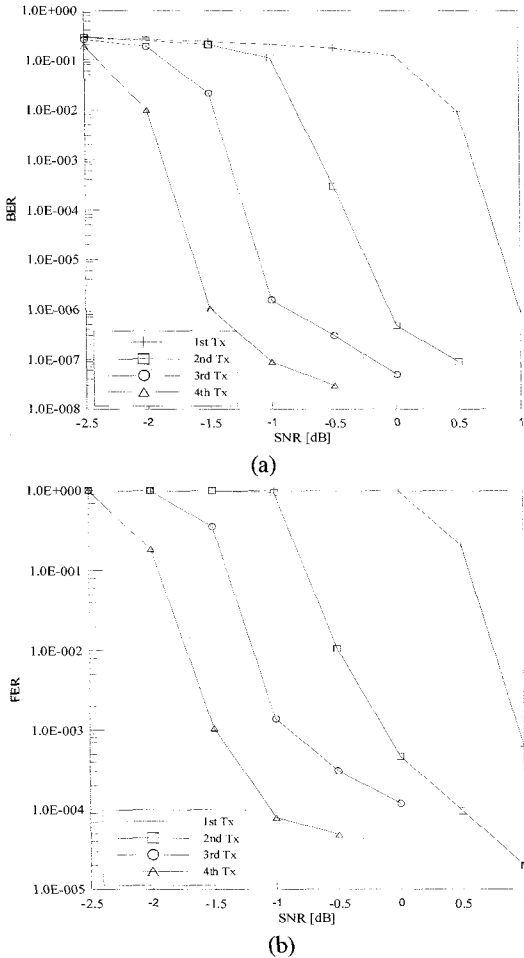 1.0E+000
1.0E-001
1.0E-002
1.0E-003
1.0E-004
1.0E-005
1.0E-006
1.0E-007
1.0E-008
BER
1st Tx
2nd Tx
3rd Tx
4th Tx
-2.5 -2 -1.5 -1 -0.5 0 0.5 1
SNR [dB]
(a)
1.0E+000
1.0E-001
1.0E-002
1.0E-003
1.0E-004
1.0E-005
FER
1st Tx
2nd Tx
3rd Tx
4th Tx
-2.5 -2 -1.5 -1 -0.5 0 0.5 1
SNR [dB]
(b)